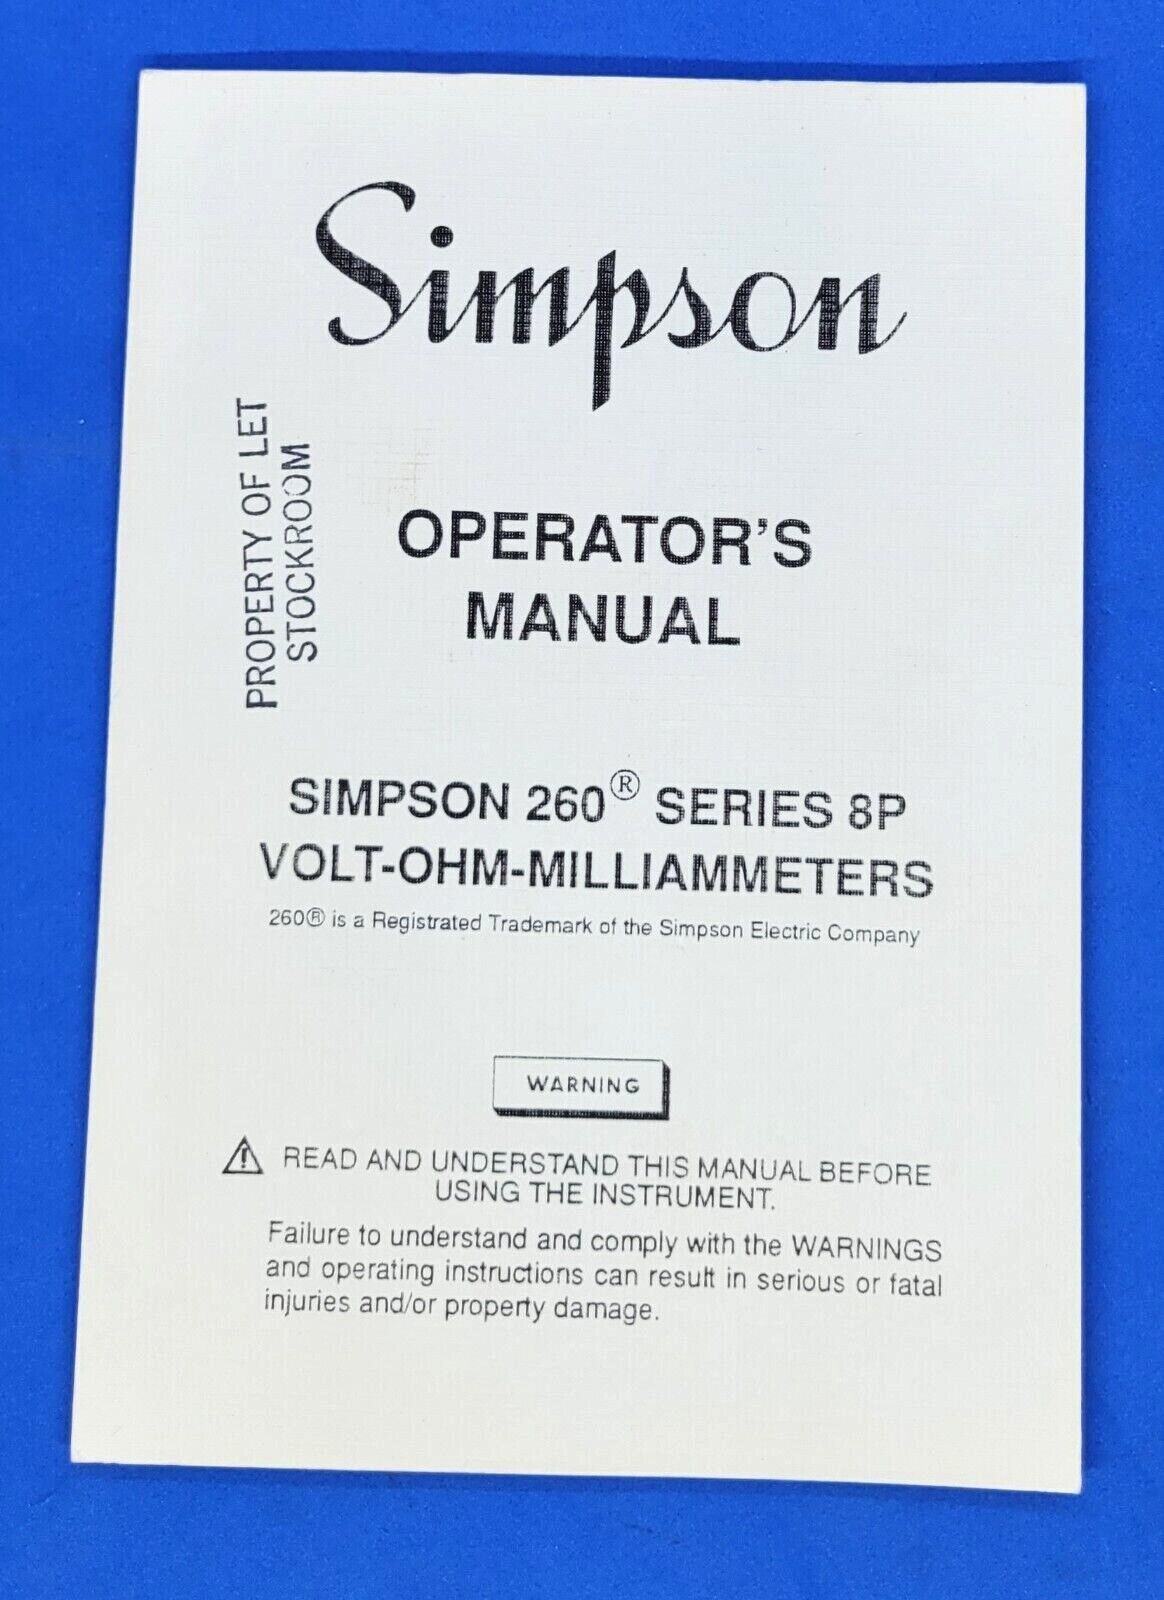 Simpson
PROPERTY OF LET
STOCKROOM
OPERATOR'S
MANUAL
SIMPSON 260® SERIES 8P
VOLT-OHM-MILLIAMMETERS
260® is a Registrated Trademark of the Simpson Electric Company
WARNING
⚠ READ AND UNDERSTAND THIS MANUAL BEFORE
USING THE INSTRUMENT.
Failure to understand and comply with the WARNINGS
and operating instructions can result in serious or fatal
injuries and/or property damage.